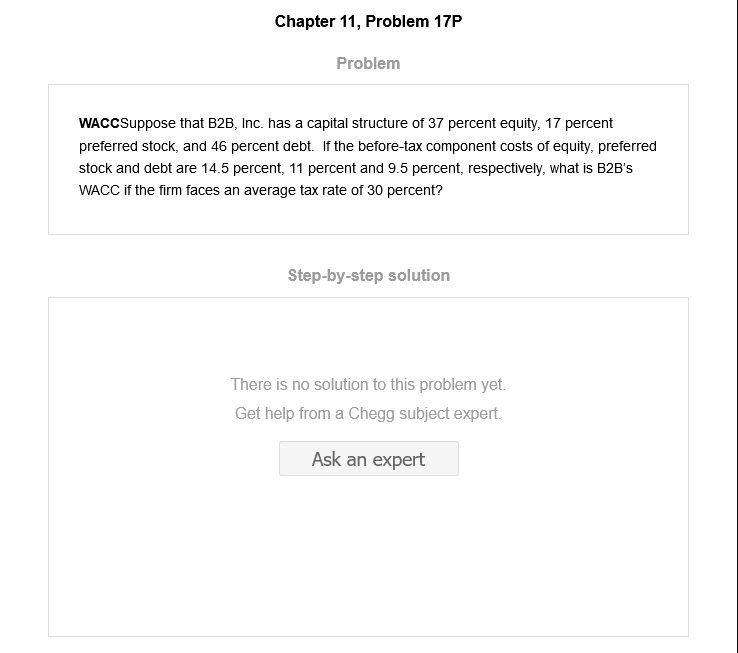 Chapter 11, Problem 17P
Problem
WACCSuppose that B2B, Inc. has a capital structure of 37 percent equity, 17 percent
preferred stock, and 46 percent debt.  If the before-tax component costs of equity, preferred
stock and debt are 14.5 percent, 11 percent and 9.5 percent, respectively, what is B2B's
WACC if the firm faces an average tax rate of 30 percent?
Step-by-step solution
There is no solution to this problem yet.
Get help from a Chegg subject expert.
Ask an expert